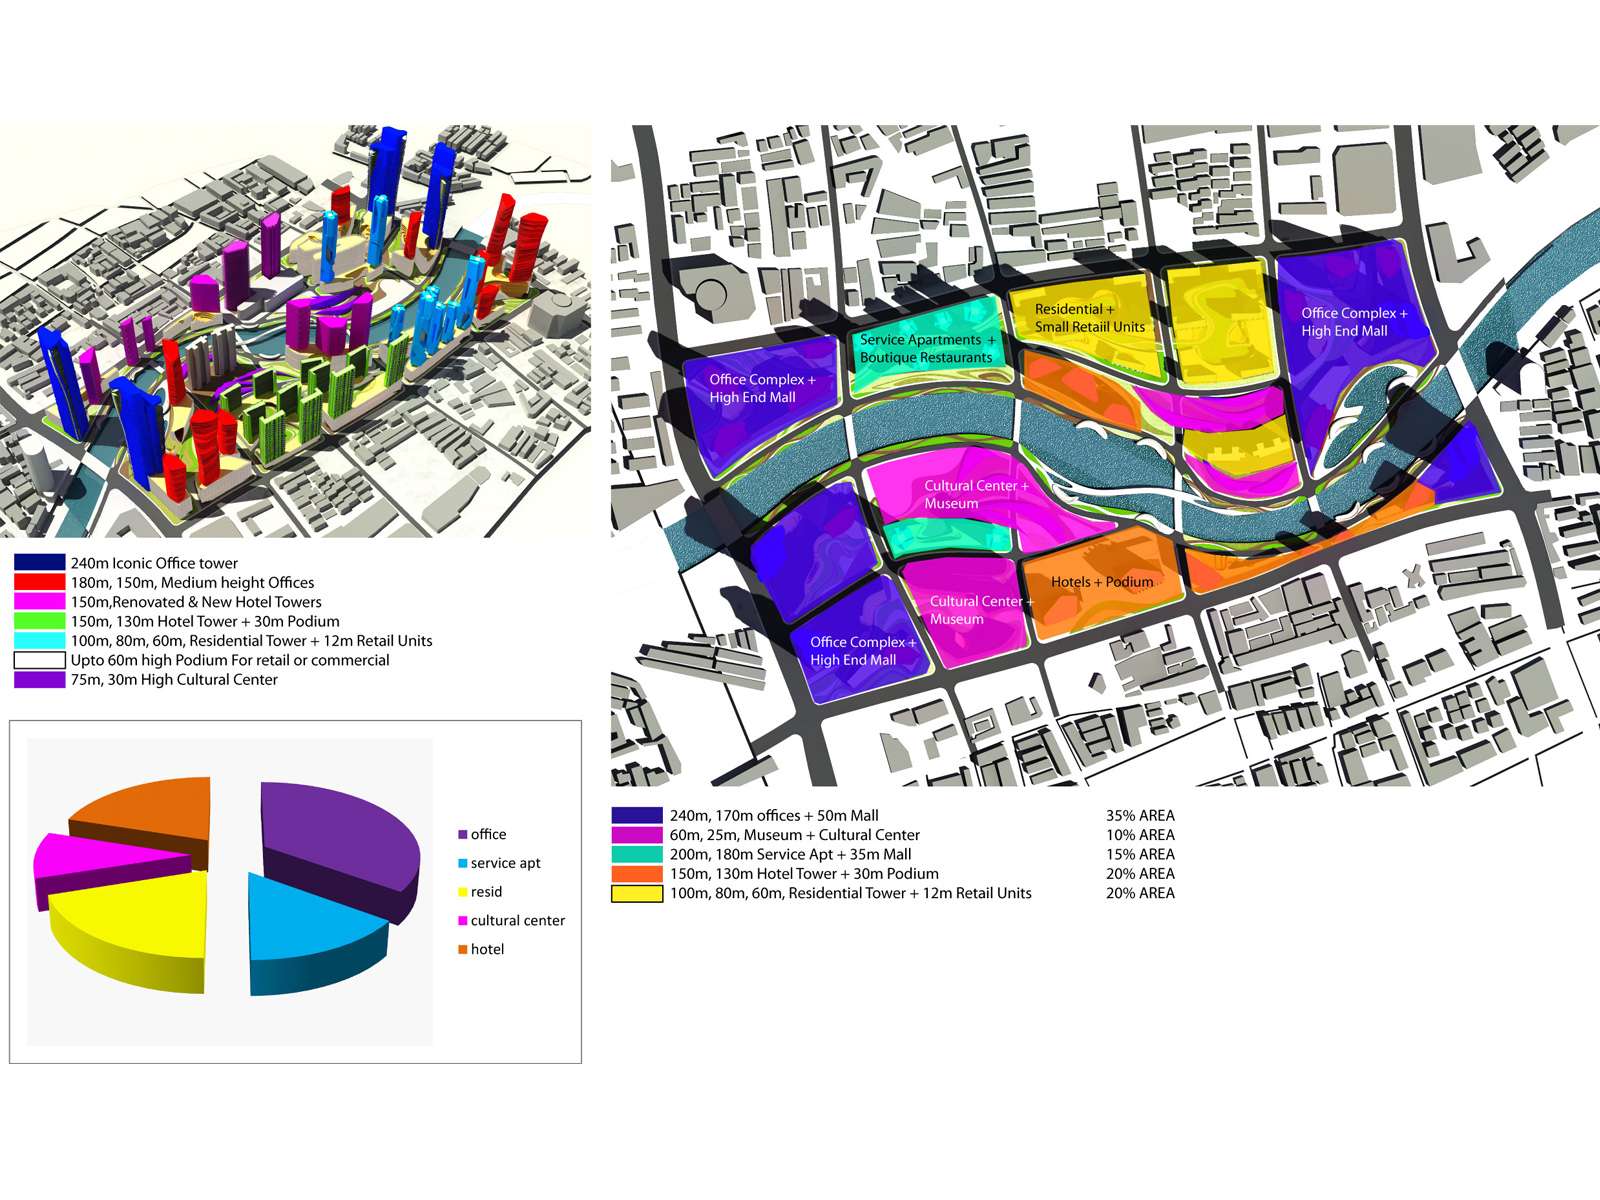 240m Iconic Office tower
180m, 150m, Medium height Offices
150m,Renovated & New Hotel Towers
150m, 130m Hotel Tower + 30m Podium
100m, 80m, 60m, Residential Tower + 12m Retail Units
Upto 60m high Podium For retail or commercial
75m, 30m High Cultural Center
office
service apt
resid
cultural center
hotel
Office Complex +
High End Mall
Service Apartments +
Boutique Restaurants
Residential +
Small Retaiil Units
Office Complex +
High End Mall
Cultural Center +
Museum
Hotels + Podium
Cultural Center +
Museum
Office Complex +
High End Mall
240m, 170m offices + 50m Mall 35% AREA
60m, 25m, Museum + Cultural Center 10% AREA
200m, 180m Service Apt + 35m Mall 15% AREA
150m, 130m Hotel Tower + 30m Podium 20% AREA
100m, 80m, 60m, Residential Tower + 12m Retail Units 20% AREA